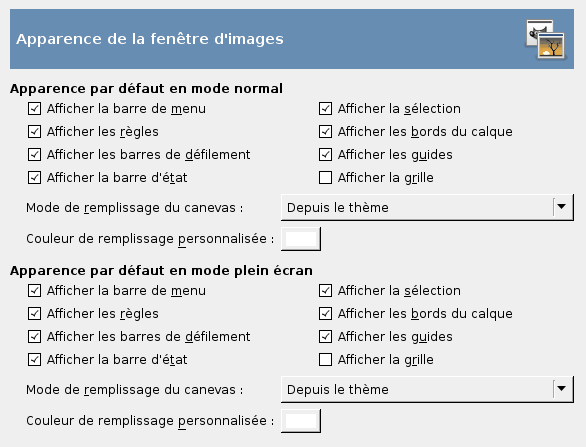 Apparence de la fenêtre d'images
Apparence par défaut en mode normal
Afficher la barre de menu
Afficher la sélection
Afficher les règles
Afficher les bords du calque
Afficher les barres de défilement
Afficher les guides
Afficher la barre d'état
Afficher la grille
Mode de remplissage du canevas :
Depuis le thème
Couleur de remplissage personnalisée :
Apparence par défaut en mode plein écran
Afficher la barre de menu
Afficher la sélection
Afficher les règles
Afficher les bords du calque
Afficher les barres de défilement
Afficher les guides
Afficher la barre d'état
Afficher la grille
Mode de remplissage du canevas :
Depuis le thème
Couleur de remplissage personnalisée :